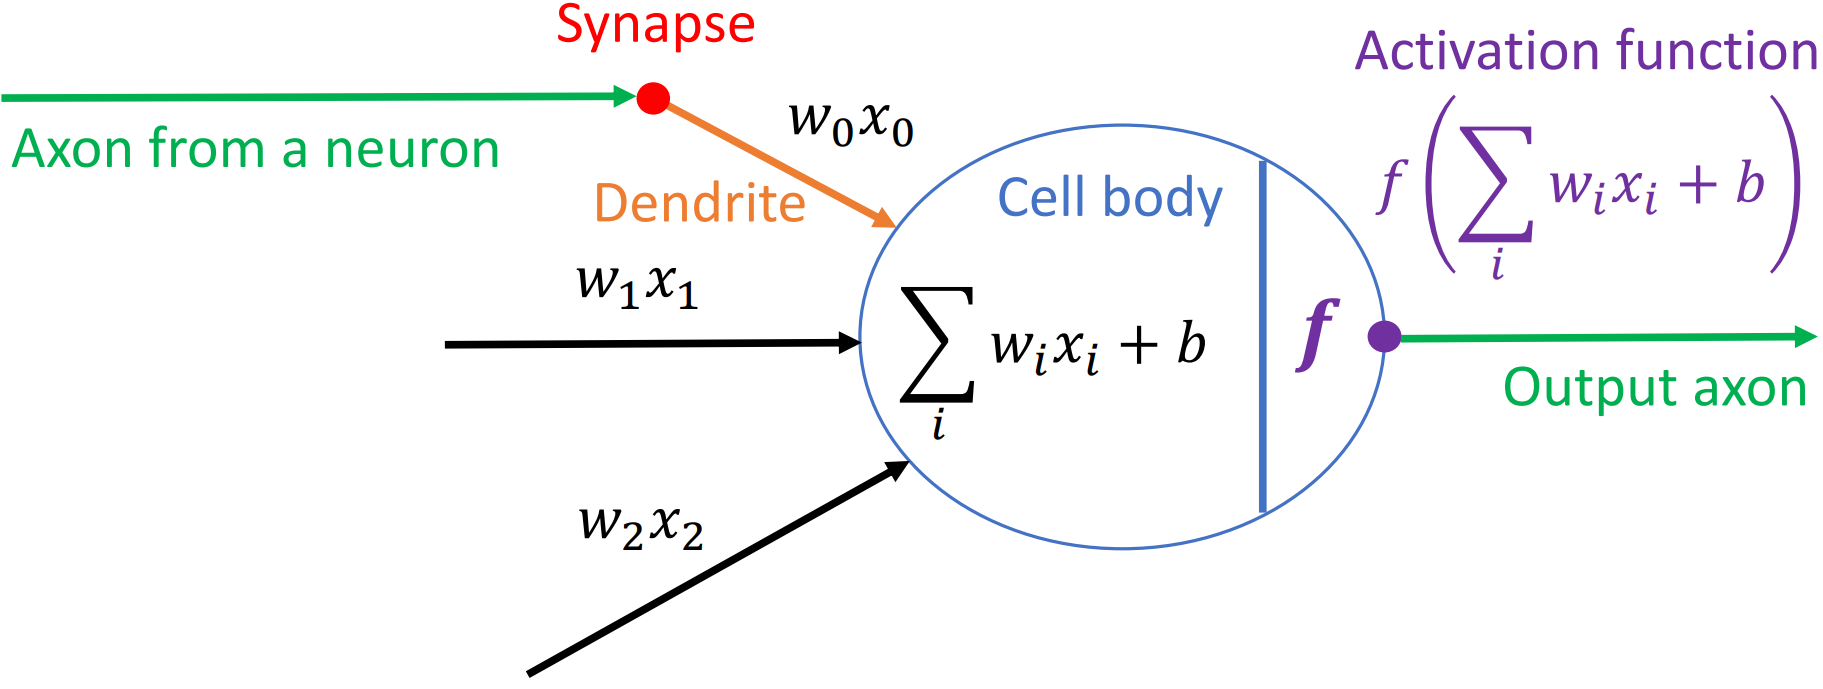 Synapse
Activation function
Axon from a neuron
w₀x₀
f(∑ᵢ wᵢxᵢ + b)
Dendrite
Cell body
w₁x₁
∑ᵢ wᵢxᵢ + b
f
Output axon
w₂x₂